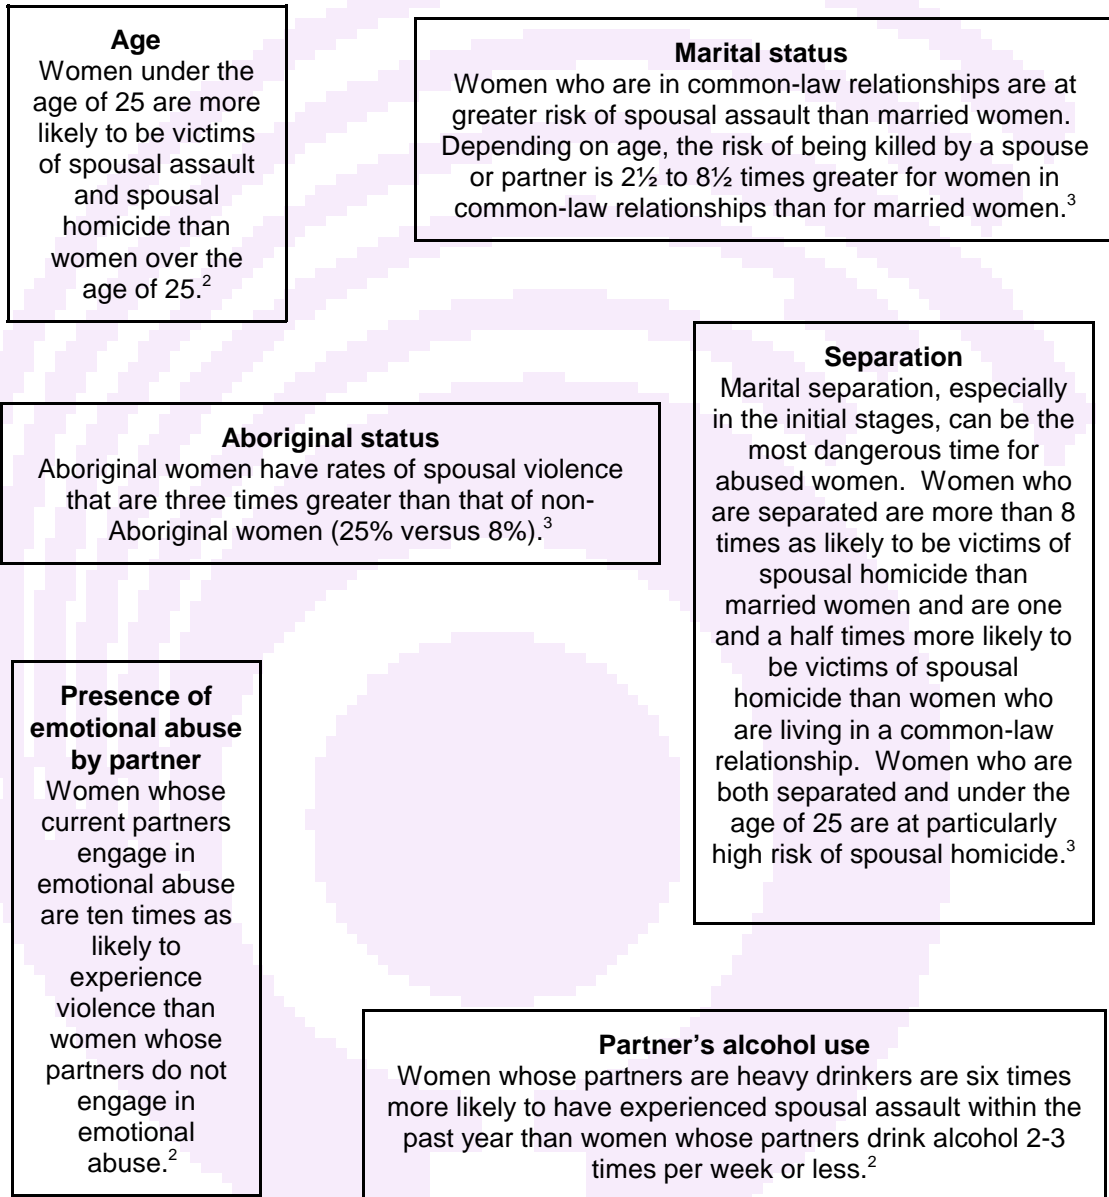 Age
Women under the
age of 25 are more
likely to be victims
of spousal assault
and spousal
homicide than
women over the
age of 25.2
Marital status
Women who are in common-law relationships are at
greater risk of spousal assault than married women.
Depending on age, the risk of being killed by a spouse
or partner is 2½ to 8½ times greater for women in
common-law relationships than for married women.3
Separation
Marital separation, especially
in the initial stages, can be the
most dangerous time for
abused women. Women who
are separated are more than 8
times as likely to be victims of
spousal homicide than
married women and are one
and a half times more likely to
be victims of spousal
homicide than women who
are living in a common-law
relationship. Women who are
both separated and under the
age of 25 are at particularly
high risk of spousal homicide.3
Aboriginal status
Aboriginal women have rates of spousal violence
that are three times greater than that of non-
Aboriginal women (25% versus 8%).3
Presence of
emotional abuse
by partner
Women whose
current partners
engage in
emotional abuse
are ten times as
likely to
experience
violence than
women whose
partners do not
engage in
emotional
abuse.2
Partner's alcohol use
Women whose partners are heavy drinkers are six times
more likely to have experienced spousal assault within the
past year than women whose partners drink alcohol 2-3
times per week or less.2